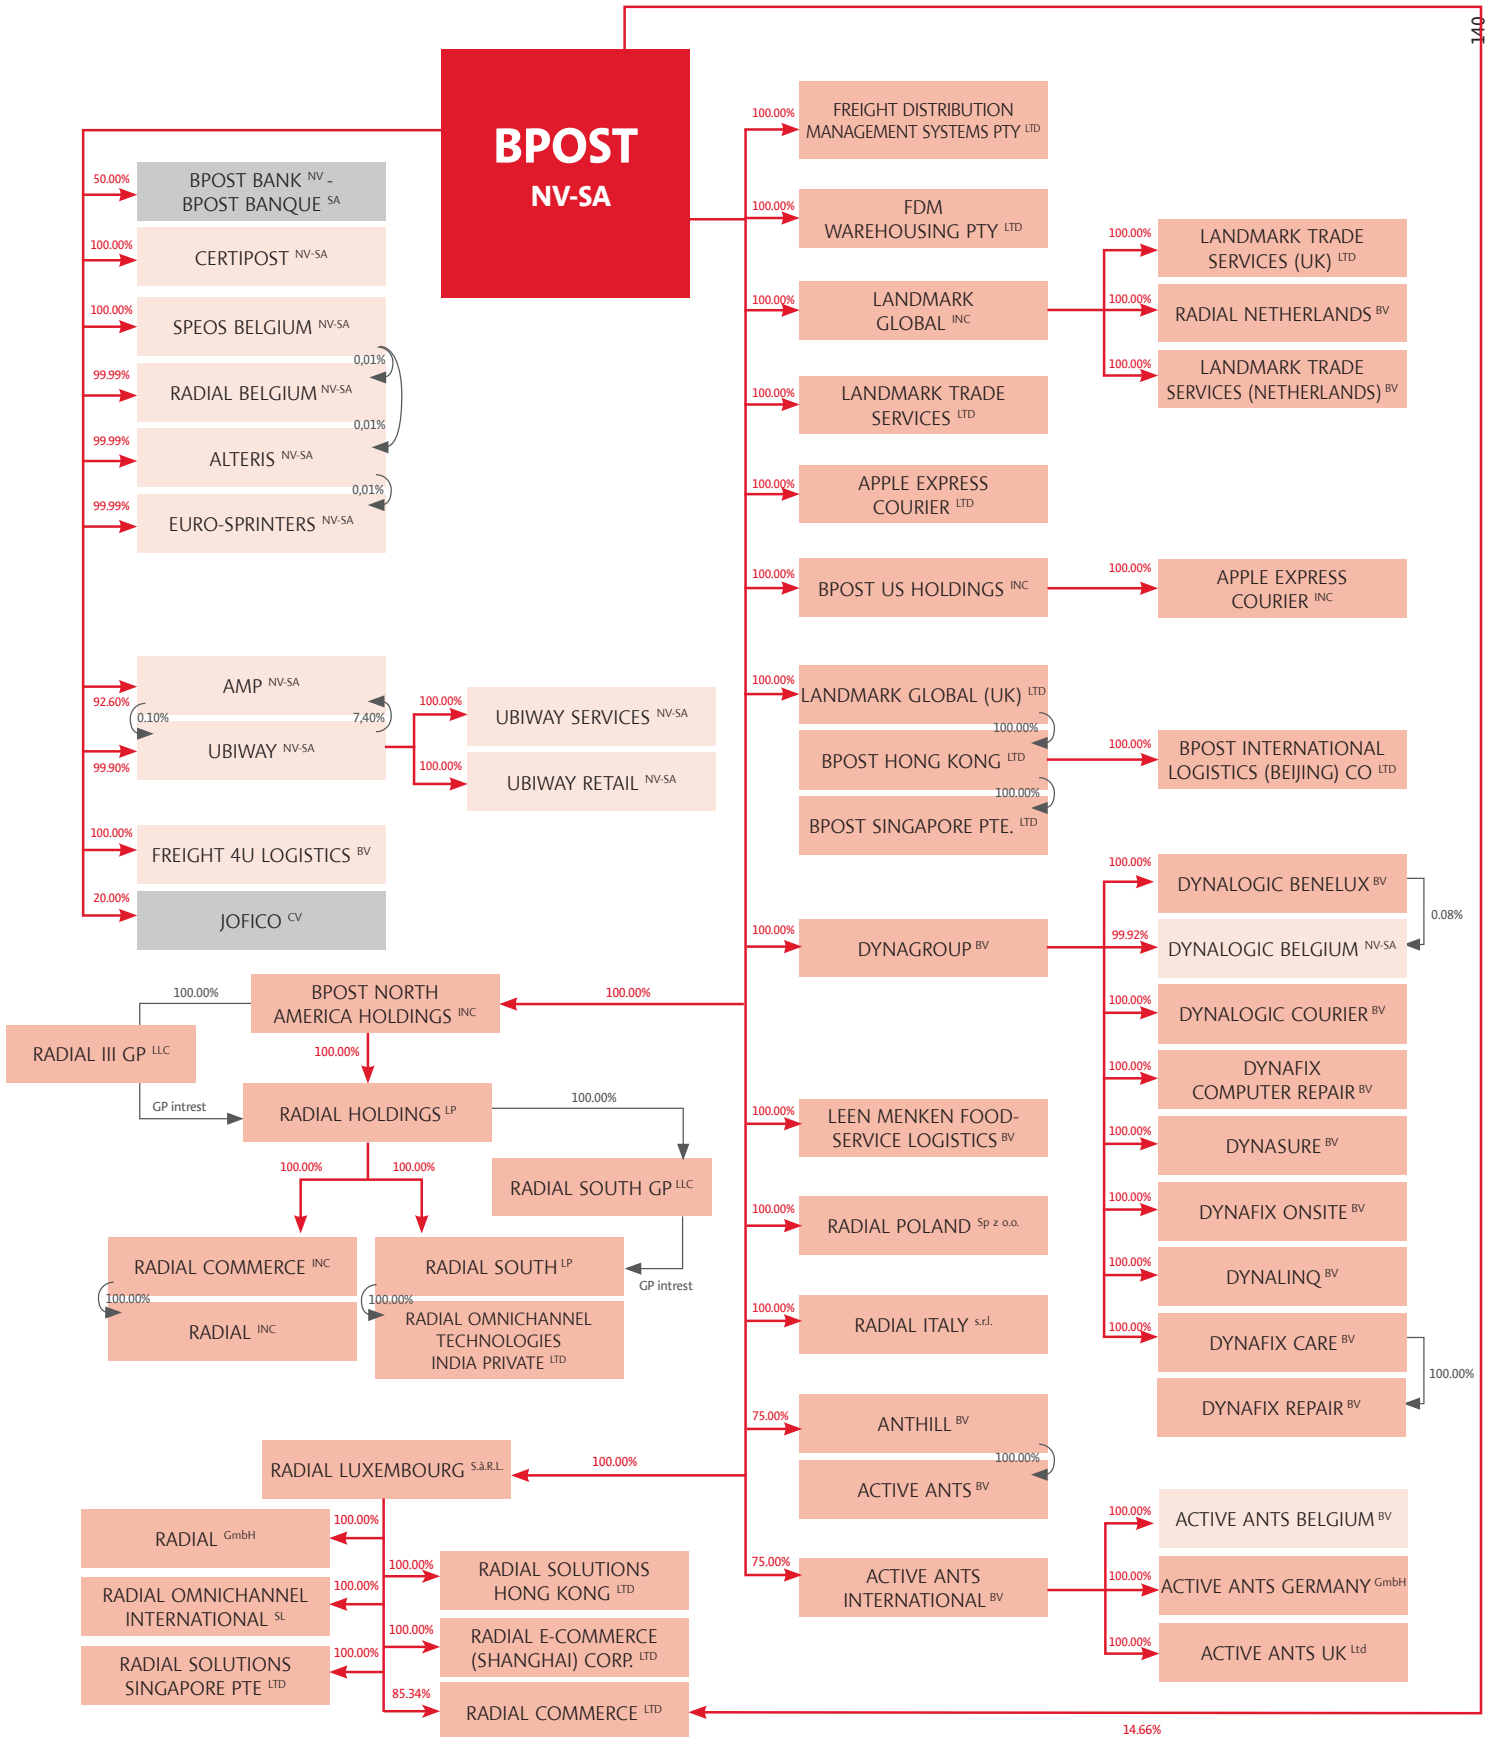 140
BPOST
NV-SA
50.00%
BPOST BANK NV -
BPOST BANQUE SA
100.00%
CERTIPOST NV-SA
100.00%
SPEOS BELGIUM NV-SA
0,01%
99.99%
RADIAL BELGIUM NV-SA
0,01%
99.99%
ALTERIS NV-SA
0,01%
99.99%
EURO-SPRINTERS NV-SA
AMP NV-SA
92.60%
0.10%
7,40%
UBIWAY NV-SA
99.90%
100.00%
UBIWAY SERVICES NV-SA
100.00%
UBIWAY RETAIL NV-SA
100.00%
FREIGHT 4U LOGISTICS BV
20.00%
JOFICO CV
100.00%
FREIGHT DISTRIBUTION
MANAGEMENT SYSTEMS PTY LTD
100.00%
FDM
WAREHOUSING PTY LTD
100.00%
LANDMARK
GLOBAL INC
100.00%
LANDMARK TRADE
SERVICES (UK) LTD
100.00%
RADIAL NETHERLANDS BV
100.00%
LANDMARK TRADE
SERVICES (NETHERLANDS) BV
100.00%
LANDMARK TRADE
SERVICES LTD
100.00%
APPLE EXPRESS
COURIER LTD
100.00%
BPOST US HOLDINGS INC
100.00%
APPLE EXPRESS
COURIER INC
100.00%
LANDMARK GLOBAL (UK) LTD
100.00%
BPOST HONG KONG LTD
100.00%
BPOST INTERNATIONAL
LOGISTICS (BEIJING) CO LTD
100.00%
BPOST SINGAPORE PTE. LTD
100.00%
DYNAGROUP BV
100.00%
DYNALOGIC BENELUX BV
0.08%
99.92%
DYNALOGIC BELGIUM NV-SA
100.00%
DYNALOGIC COURIER BV
100.00%
DYNAFIX
COMPUTER REPAIR BV
100.00%
DYNASURE BV
100.00%
DYNAFIX ONSITE BV
100.00%
DYNALINQ BV
100.00%
DYNAFIX CARE BV
100.00%
DYNAFIX REPAIR BV
100.00%
BPOST NORTH
AMERICA HOLDINGS INC
100.00%
RADIAL III GP LLC
100.00%
GP intrest
RADIAL HOLDINGS LP
100.00%
RADIAL SOUTH GP LLC
100.00%
100.00%
RADIAL COMMERCE INC
RADIAL SOUTH LP
GP intrest
100.00%
RADIAL INC
100.00%
RADIAL OMNICHANNEL
TECHNOLOGIES
INDIA PRIVATE LTD
100.00%
LEEN MENKEN FOOD-
SERVICE LOGISTICS BV
100.00%
RADIAL POLAND Sp z o.o.
100.00%
RADIAL ITALY s.r.l.
75.00%
ANTHILL BV
100.00%
ACTIVE ANTS BV
75.00%
ACTIVE ANTS
INTERNATIONAL BV
100.00%
ACTIVE ANTS BELGIUM BV
100.00%
ACTIVE ANTS GERMANY GmbH
100.00%
ACTIVE ANTS UK Ltd
100.00%
RADIAL LUXEMBOURG S.à.R.L.
100.00%
RADIAL GmbH
100.00%
RADIAL SOLUTIONS
HONG KONG LTD
100.00%
RADIAL OMNICHANNEL
INTERNATIONAL SL
100.00%
RADIAL E-COMMERCE
(SHANGHAI) CORP. LTD
100.00%
RADIAL SOLUTIONS
SINGAPORE PTE LTD
85.34%
RADIAL COMMERCE LTD
14.66%